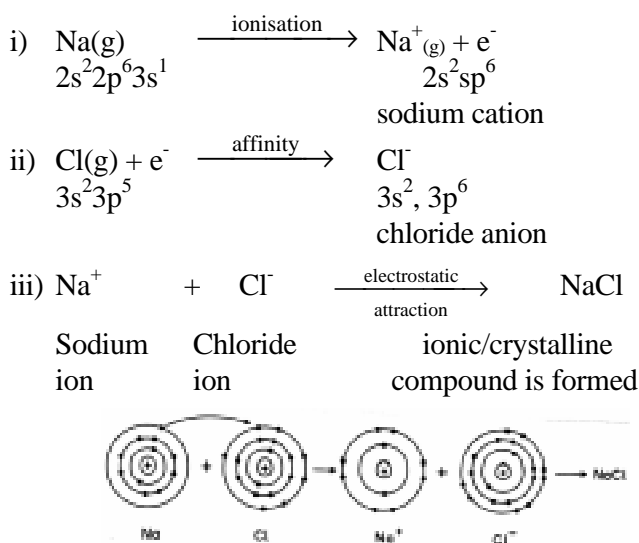 i) Na(g) ionisation → Na⁺(g) + e⁻
2s²2p⁶3s¹ 2s²sp⁶
sodium cation
ii) Cl(g) + e⁻ affinity → Cl⁻
3s²3p⁵ 3s², 3p⁶
chloride anion
iii) Na⁺ + Cl⁻ electrostatic attraction → NaCl
Sodium Chloride ionic/crystalline
ion ion compound is formed
+ → + → NaCl
Na Cl Na⁺ Cl⁻